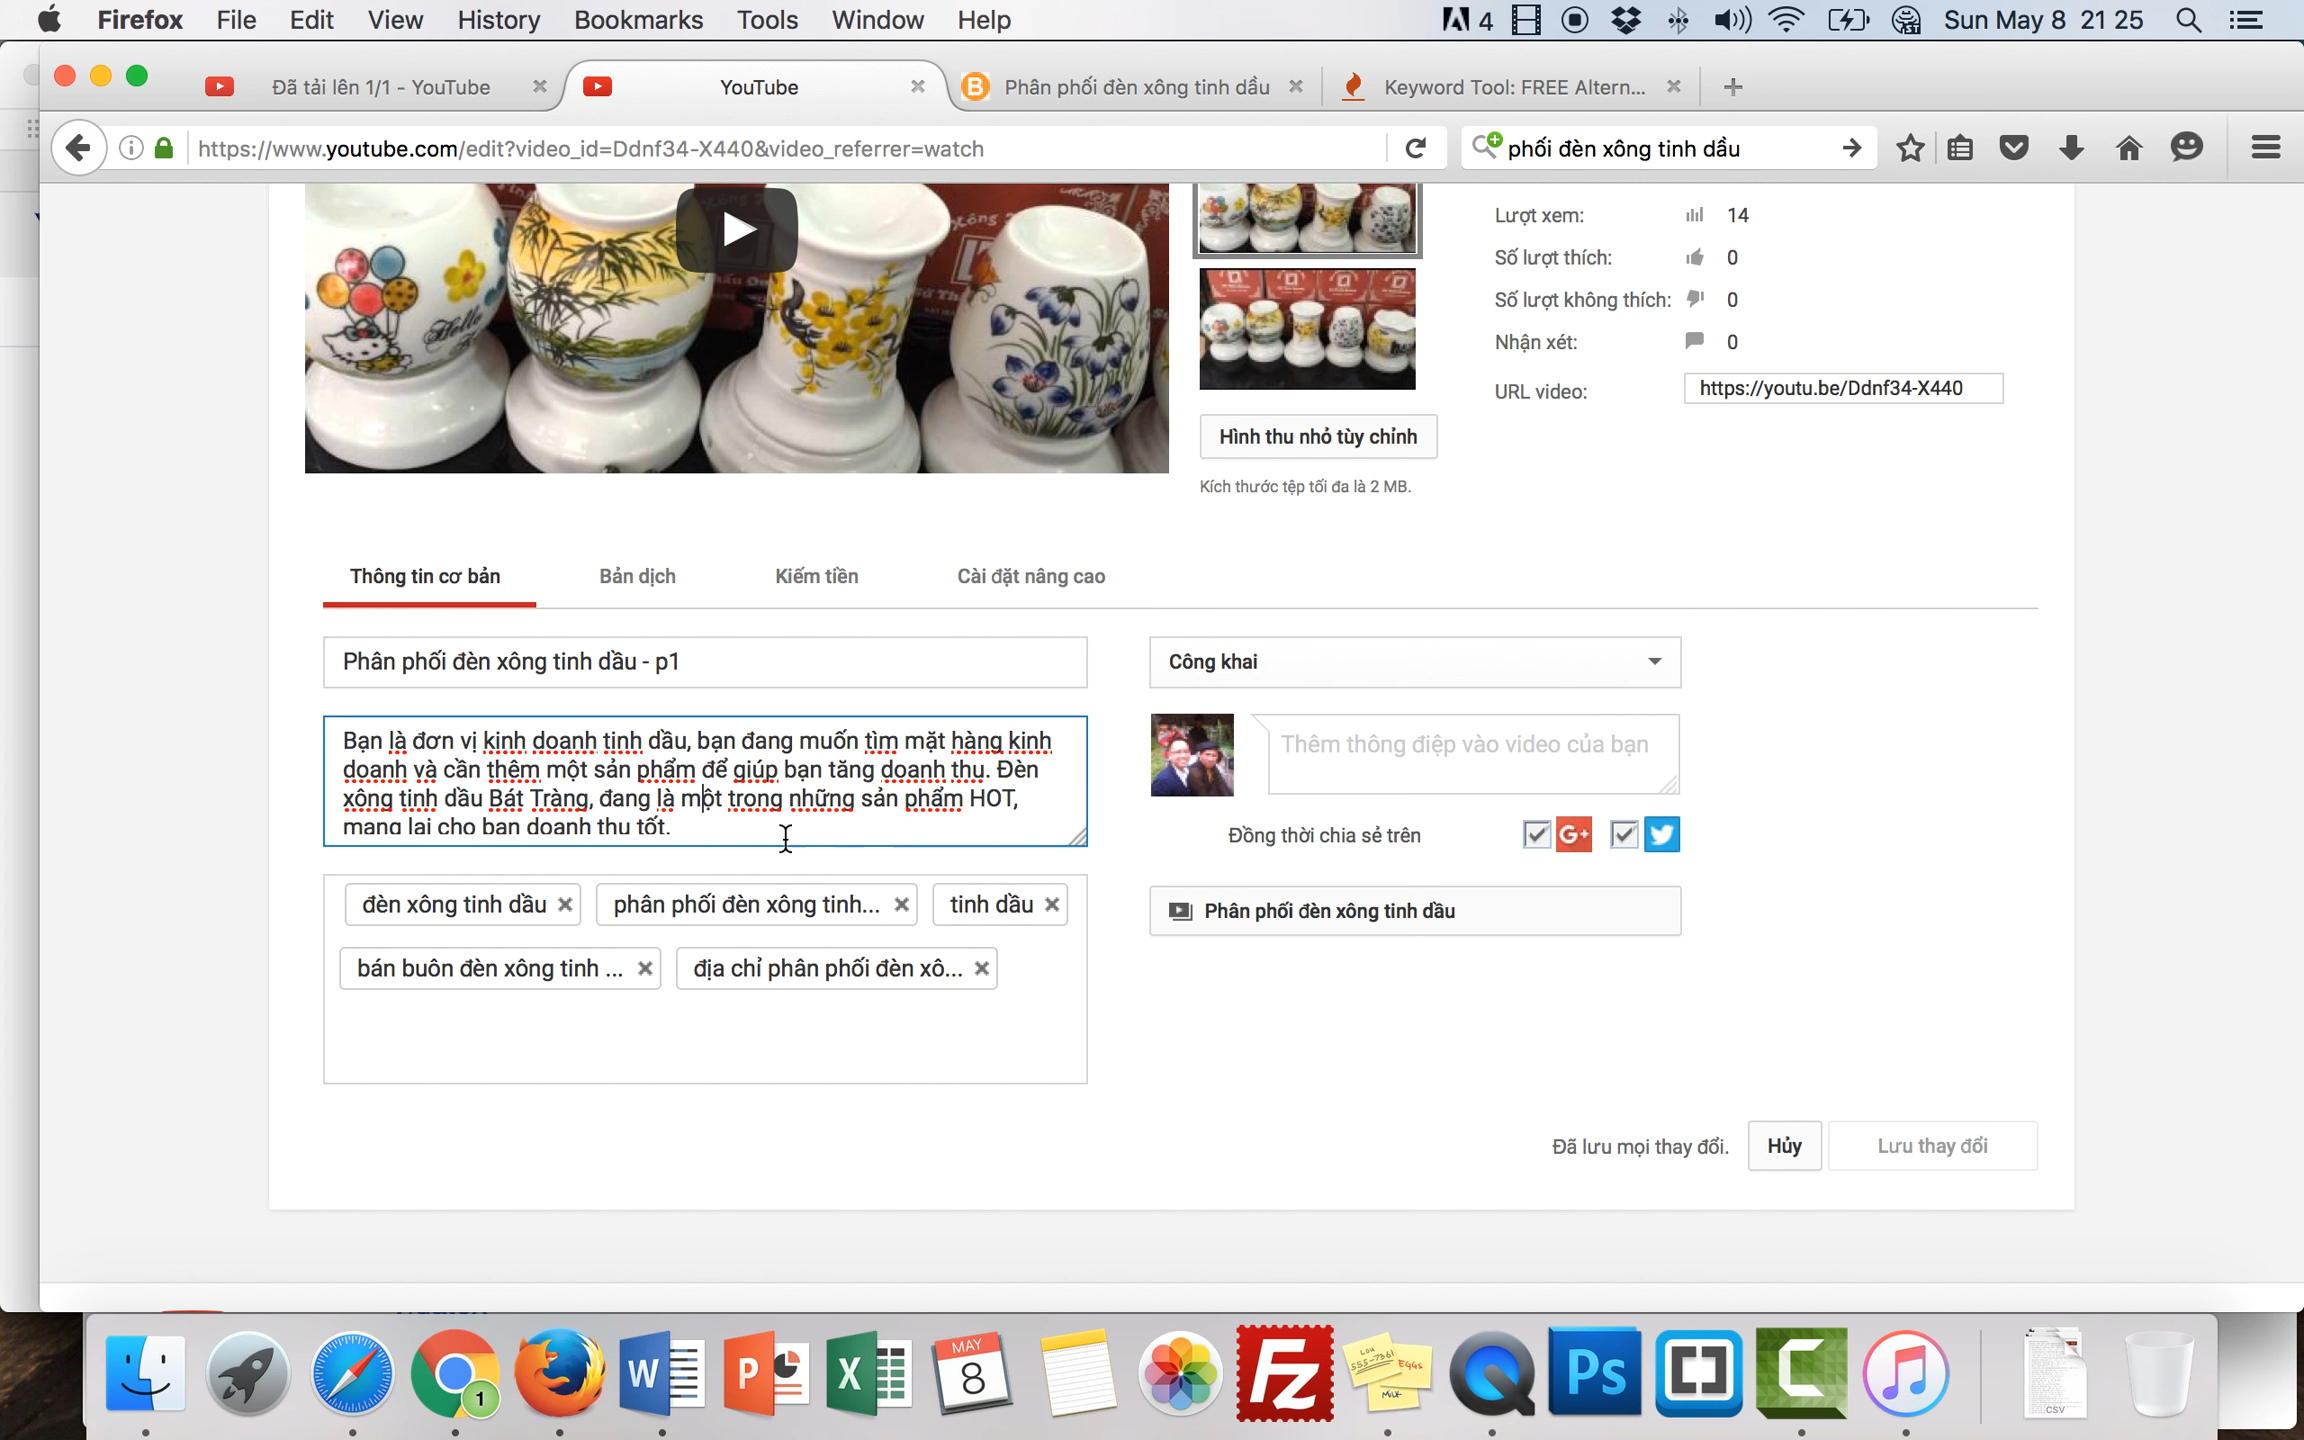 Firefox File Edit View History Bookmarks Tools Window Help 4 Sun May 8 21 25
Đã tải lên 1/1 - YouTube YouTube Phân phối đèn xông tinh dầu Keyword Tool: FREE Altern...
https://www.youtube.com/edit?video_id=Ddnf34-X440&video_referrer=watch phối đèn xông tinh dầu
Hello
Lượt xem: 14
Số lượt thích: 0
Số lượt không thích: 0
Nhận xét: 0
URL video: https://youtu.be/Ddnf34-X440
Hình thu nhỏ tùy chỉnh
Kích thước tệp tối đa là 2 MB.
Thông tin cơ bản Bản dịch Kiếm tiền Cài đặt nâng cao
Phân phối đèn xông tinh dầu - p1
Công khai
Bạn là đơn vị kinh doanh tinh dầu, bạn đang muốn tìm mặt hàng kinh
doanh và cần thêm một sản phẩm để giúp bạn tăng doanh thu. Đèn
xông tinh dầu Bát Tràng, đang là một trong những sản phẩm HOT,
mang lại cho bạn doanh thu tốt.
Thêm thông điệp vào video của bạn
Đồng thời chia sẻ trên G+
đèn xông tinh dầu phân phối đèn xông tinh... tinh dầu
bán buôn đèn xông tinh ... địa chỉ phân phối đèn xô...
Phân phối đèn xông tinh dầu
Đã lưu mọi thay đổi. Hủy Lưu thay đổi
1
W
P
X
MAY
8
Fz
555-7361
EGGS
MILK
Ps
C
CSV